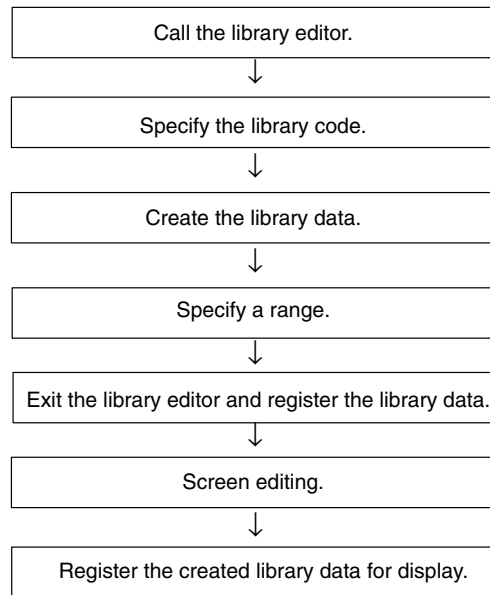 Call the library editor.
Specify the library code.
Create the library data.
Specify a range.
Exit the library editor and register the library data.
Screen editing.
Register the created library data for display.